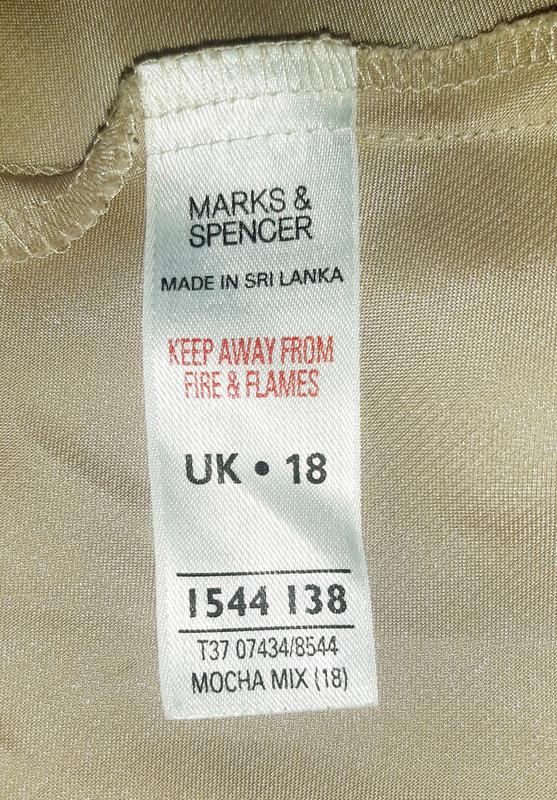 MARKS &
SPENCER
MADE IN SRI LANKA
KEEP AWAY FROM
FIRE & FLAMES
UK • 18
1544 138
T37 07434/8544
MOCHA MIX (18)